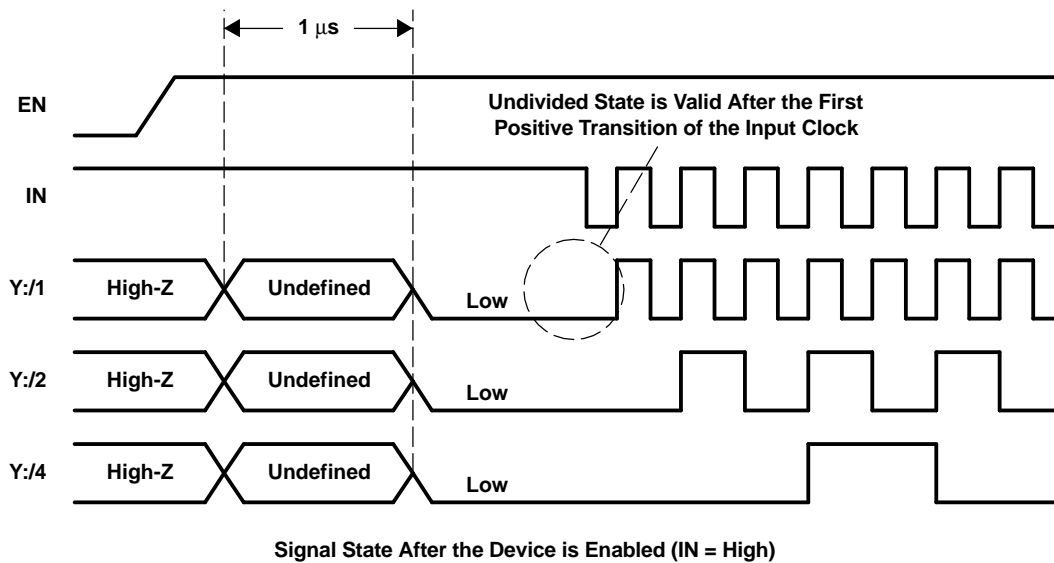 1 μs
EN
Undivided State is Valid After the First
Positive Transition of the Input Clock
IN
Y:/1 High-Z Undefined Low
Y:/2 High-Z Undefined Low
Y:/4 High-Z Undefined Low
Signal State After the Device is Enabled (IN = High)